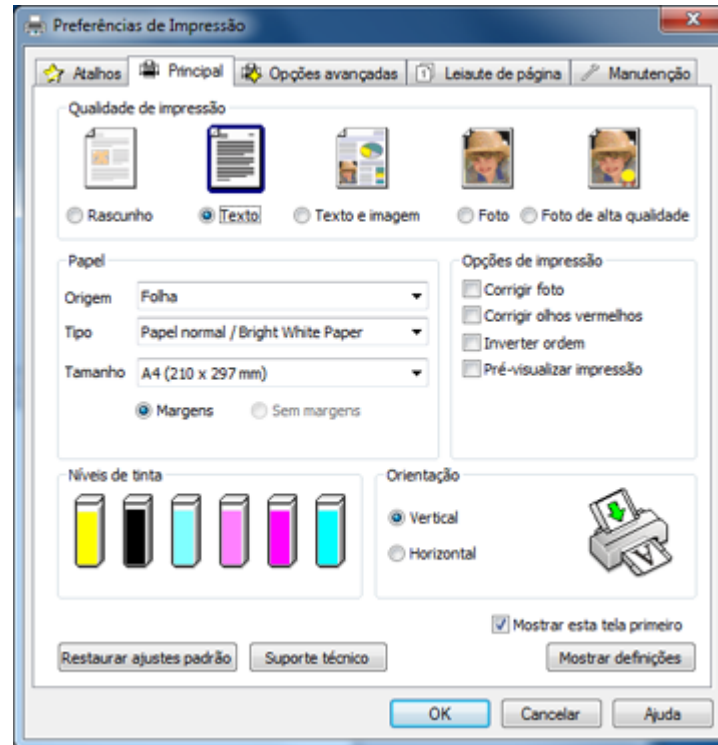 Preferências de Impressão
Atalhos Principal Opções avançadas Leiaute de página Manutenção
Qualidade de impressão
Rascunho Texto Texto e imagem Foto Foto de alta qualidade
Papel
Origem Folha
Tipo Papel normal / Bright White Paper
Tamanho A4 (210 x 297 mm)
Margens Sem margens
Opções de impressão
Corrigir foto
Corrigir olhos vermelhos
Inverter ordem
Pré-visualizar impressão
Níveis de tinta
Orientação
Vertical
Horizontal
Mostrar esta tela primeiro
Restaurar ajustes padrão Suporte técnico Mostrar definições
OK Cancelar Ajuda